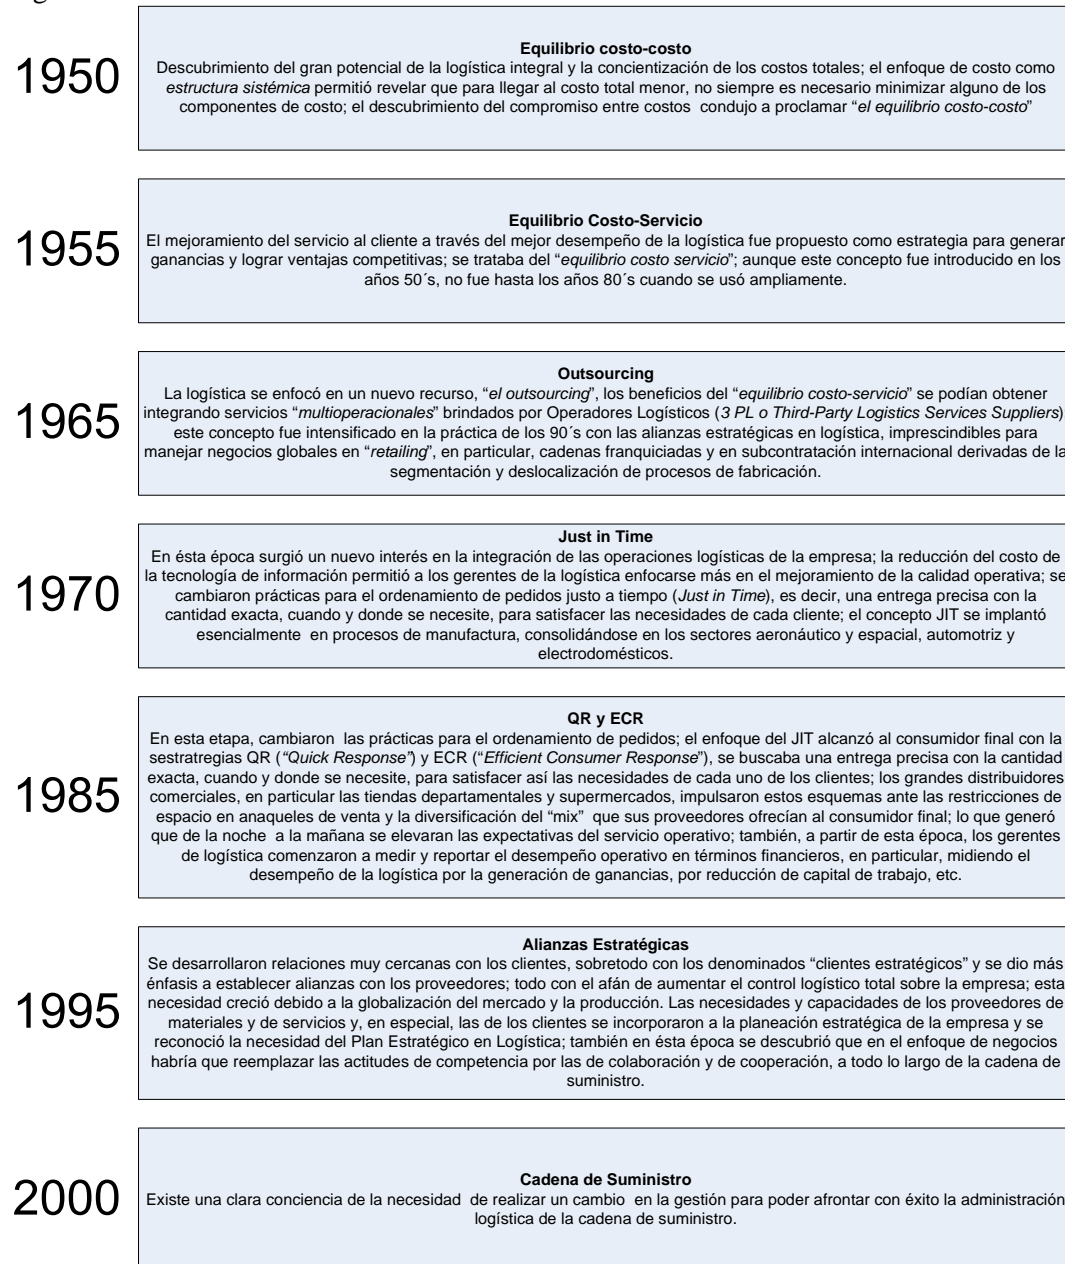 1950
Equilibrio costo-costo
Descubrimiento del gran potencial de la logística integral y la concientización de los costos totales; el enfoque de costo como
estructura sistémica permitió revelar que para llegar al costo total menor, no siempre es necesario minimizar alguno de los
componentes de costo; el descubrimiento del compromiso entre costos condujo a proclamar “el equilibrio costo-costo”
1955
Equilibrio Costo-Servicio
El mejoramiento del servicio al cliente a través del mejor desempeño de la logística fue propuesto como estrategia para generar
ganancias y lograr ventajas competitivas; se trataba del “equilibrio costo servicio”; aunque este concepto fue introducido en los
años 50´s, no fue hasta los años 80´s cuando se usó ampliamente.
1965
Outsourcing
La logística se enfocó en un nuevo recurso, “el outsourcing”, los beneficios del “equilibrio costo-servicio” se podían obtener
integrando servicios “multioperacionales” brindados por Operadores Logísticos (3 PL o Third-Party Logistics Services Suppliers)
este concepto fue intensificado en la práctica de los 90´s con las alianzas estratégicas en logística, imprescindibles para
manejar negocios globales en “retailing”, en particular, cadenas franquiciadas y en subcontratación internacional derivadas de la
segmentación y deslocalización de procesos de fabricación.
1970
Just in Time
En ésta época surgió un nuevo interés en la integración de las operaciones logísticas de la empresa; la reducción del costo de
la tecnología de información permitió a los gerentes de la logística enfocarse más en el mejoramiento de la calidad operativa; se
cambiaron prácticas para el ordenamiento de pedidos justo a tiempo (Just in Time), es decir, una entrega precisa con la
cantidad exacta, cuando y donde se necesite, para satisfacer las necesidades de cada cliente; el concepto JIT se implantó
esencialmente en procesos de manufactura, consolidándose en los sectores aeronáutico y espacial, automotriz y
electrodomésticos.
1985
QR y ECR
En esta etapa, cambiaron las prácticas para el ordenamiento de pedidos; el enfoque del JIT alcanzó al consumidor final con la
sestratregias QR (“Quick Response”) y ECR (“Efficient Consumer Response”), se buscaba una entrega precisa con la cantidad
exacta, cuando y donde se necesite, para satisfacer así las necesidades de cada uno de los clientes; los grandes distribuidores
comerciales, en particular las tiendas departamentales y supermercados, impulsaron estos esquemas ante las restricciones de
espacio en anaqueles de venta y la diversificación del “mix” que sus proveedores ofrecían al consumidor final; lo que generó
que de la noche a la mañana se elevaran las expectativas del servicio operativo; también, a partir de esta época, los gerentes
de logística comenzaron a medir y reportar el desempeño operativo en términos financieros, en particular, midiendo el
desempeño de la logística por la generación de ganancias, por reducción de capital de trabajo, etc.
1995
Alianzas Estratégicas
Se desarrollaron relaciones muy cercanas con los clientes, sobretodo con los denominados “clientes estratégicos” y se dio más
énfasis a establecer alianzas con los proveedores; todo con el afán de aumentar el control logístico total sobre la empresa; esta
necesidad creció debido a la globalización del mercado y la producción. Las necesidades y capacidades de los proveedores de
materiales y de servicios y, en especial, las de los clientes se incorporaron a la planeación estratégica de la empresa y se
reconoció la necesidad del Plan Estratégico en Logística; también en ésta época se descubrió que en el enfoque de negocios
habría que reemplazar las actitudes de competencia por las de colaboración y de cooperación, a todo lo largo de la cadena de
suministro.
2000
Cadena de Suministro
Existe una clara conciencia de la necesidad de realizar un cambio en la gestión para poder afrontar con éxito la administración
logística de la cadena de suministro.